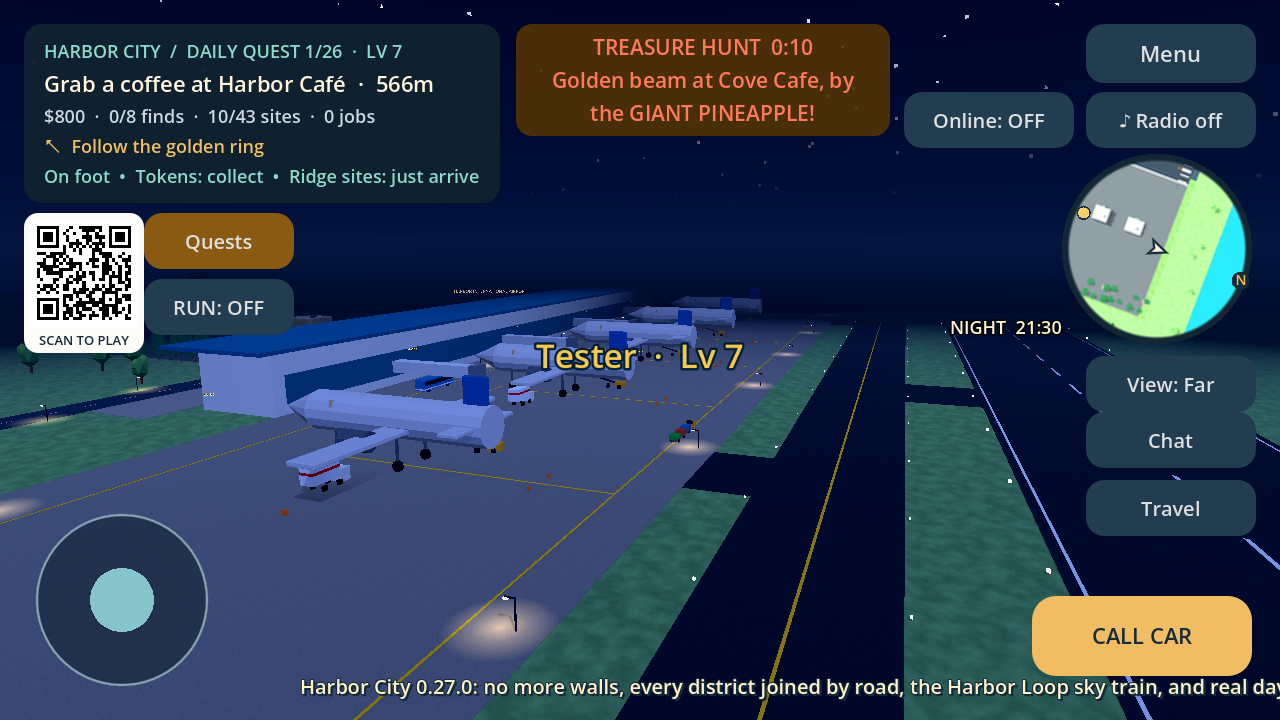 HARBOR CITY / DAILY QUEST 1/26 · LV 7
Grab a coffee at Harbor Café · 566m
$800 · 0/8 finds · 10/43 sites · 0 jobs
↖ Follow the golden ring
On foot • Tokens: collect • Ridge sites: just arrive
TREASURE HUNT 0:10
Golden beam at Cove Cafe, by
the GIANT PINEAPPLE!
Menu
Online: OFF
♪ Radio off
SCAN TO PLAY
Quests
RUN: OFF
N
NIGHT 21:30
Tester · Lv 7
View: Far
Chat
Travel
CALL CAR
Harbor City 0.27.0: no more walls, every district joined by road, the Harbor Loop sky train, and real day